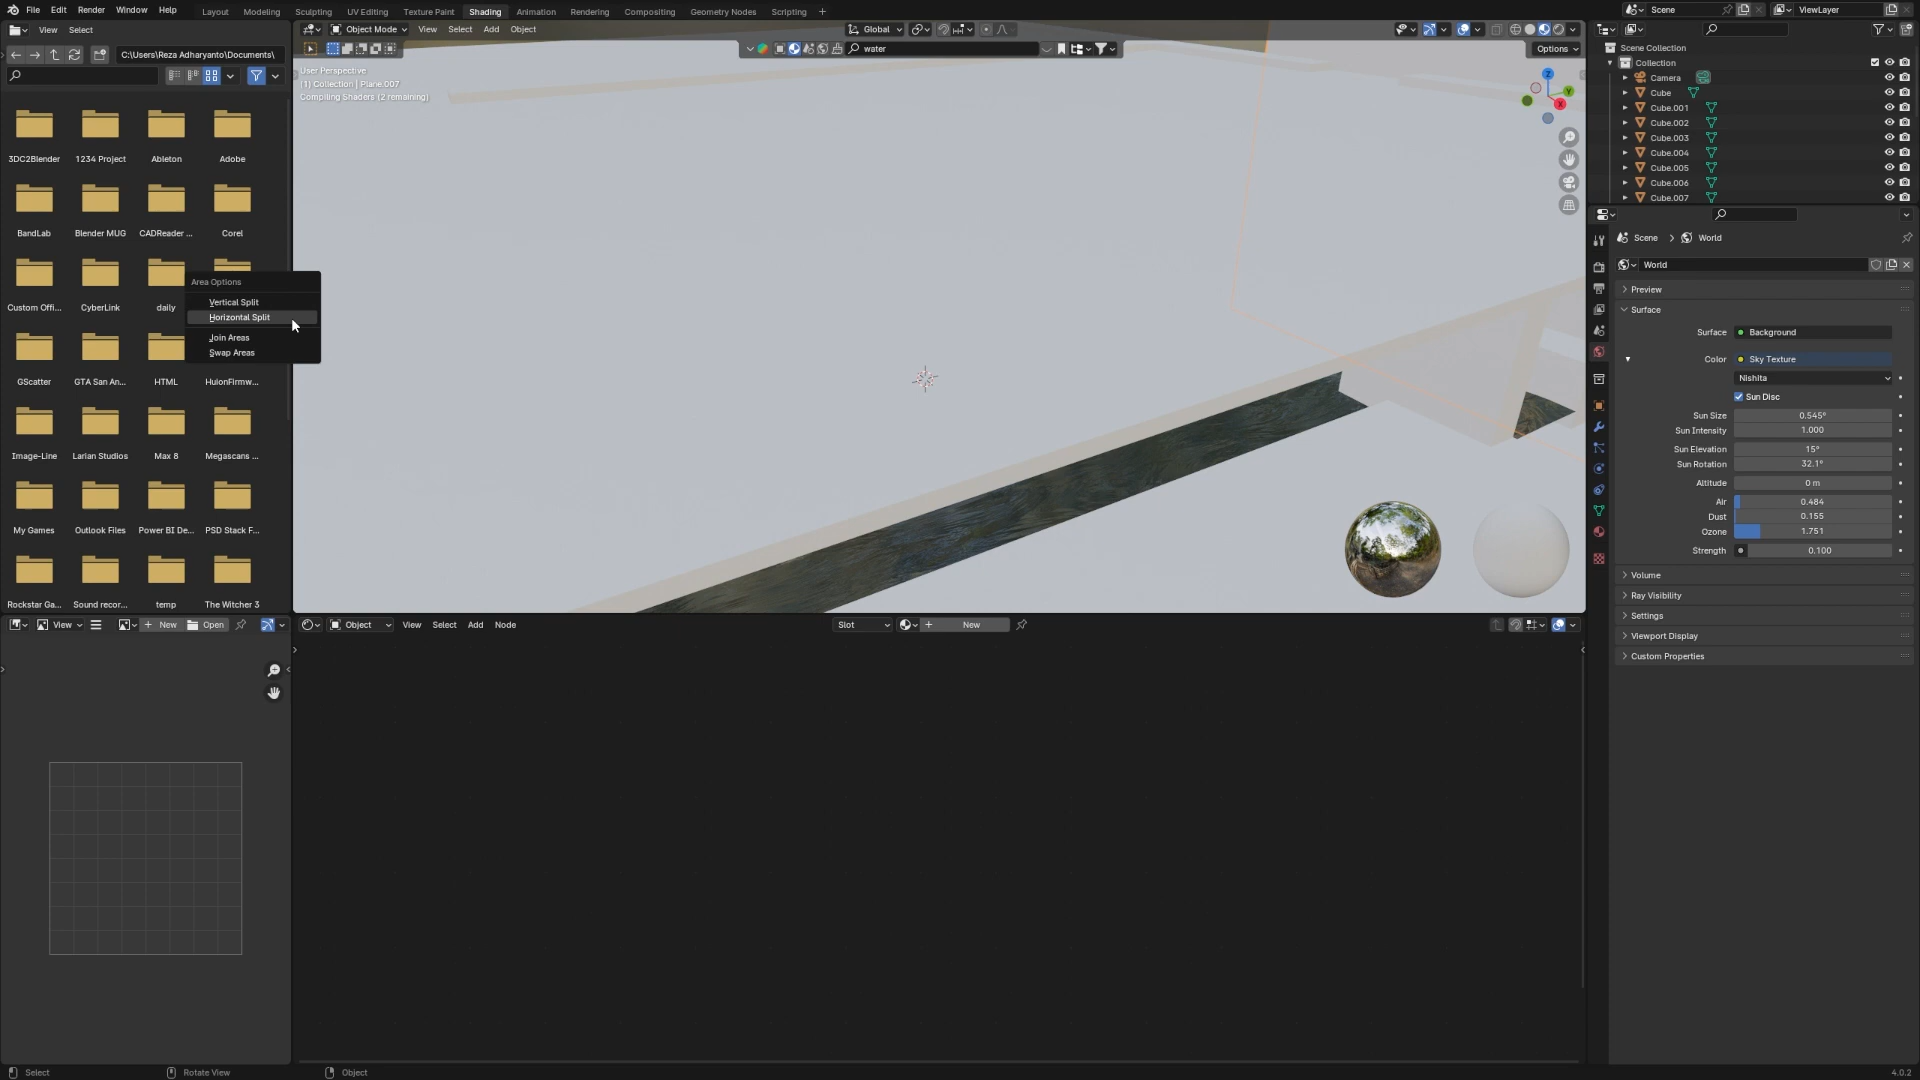 File Edit Render Window Help Layout Modeling Sculpting UV Editing Texture Paint Shading Animation Rendering Compositing Geometry Nodes Scripting + Scene ViewLayer
View Select
C:\Users\Reza Adharyanto\Documents\
3DC2Blender 1234 Project Ableton Adobe
BandLab Blender MUG CADReader ... Corel
Custom Offi... CyberLink daily
GScatter GTA San An... HTML HuionFirmw...
Image-Line Larian Studios Max 8 Megascans ...
My Games Outlook Files Power BI De... PSD Stack F...
Rockstar Ga... Sound recor... temp The Witcher 3
Area Options
Vertical Split
Horizontal Split
Join Areas
Swap Areas
Object Mode View Select Add Object Global
water
Options
User Perspective
(1) Collection | Plane.007
Compiling Shaders (2 remaining)
Z
Y
X
View New Open
Object View Select Add Node Slot New
Scene Collection
Collection
Camera
Cube
Cube.001
Cube.002
Cube.003
Cube.004
Cube.005
Cube.006
Cube.007
Scene > World
World
Preview
Surface
Surface Background
Color Sky Texture
Nishita
Sun Disc
Sun Size 0.545°
Sun Intensity 1.000
Sun Elevation 15°
Sun Rotation 32.1°
Altitude 0 m
Air 0.484
Dust 0.155
Ozone 1.751
Strength 0.100
Volume
Ray Visibility
Settings
Viewport Display
Custom Properties
Select Rotate View Object 4.0.2